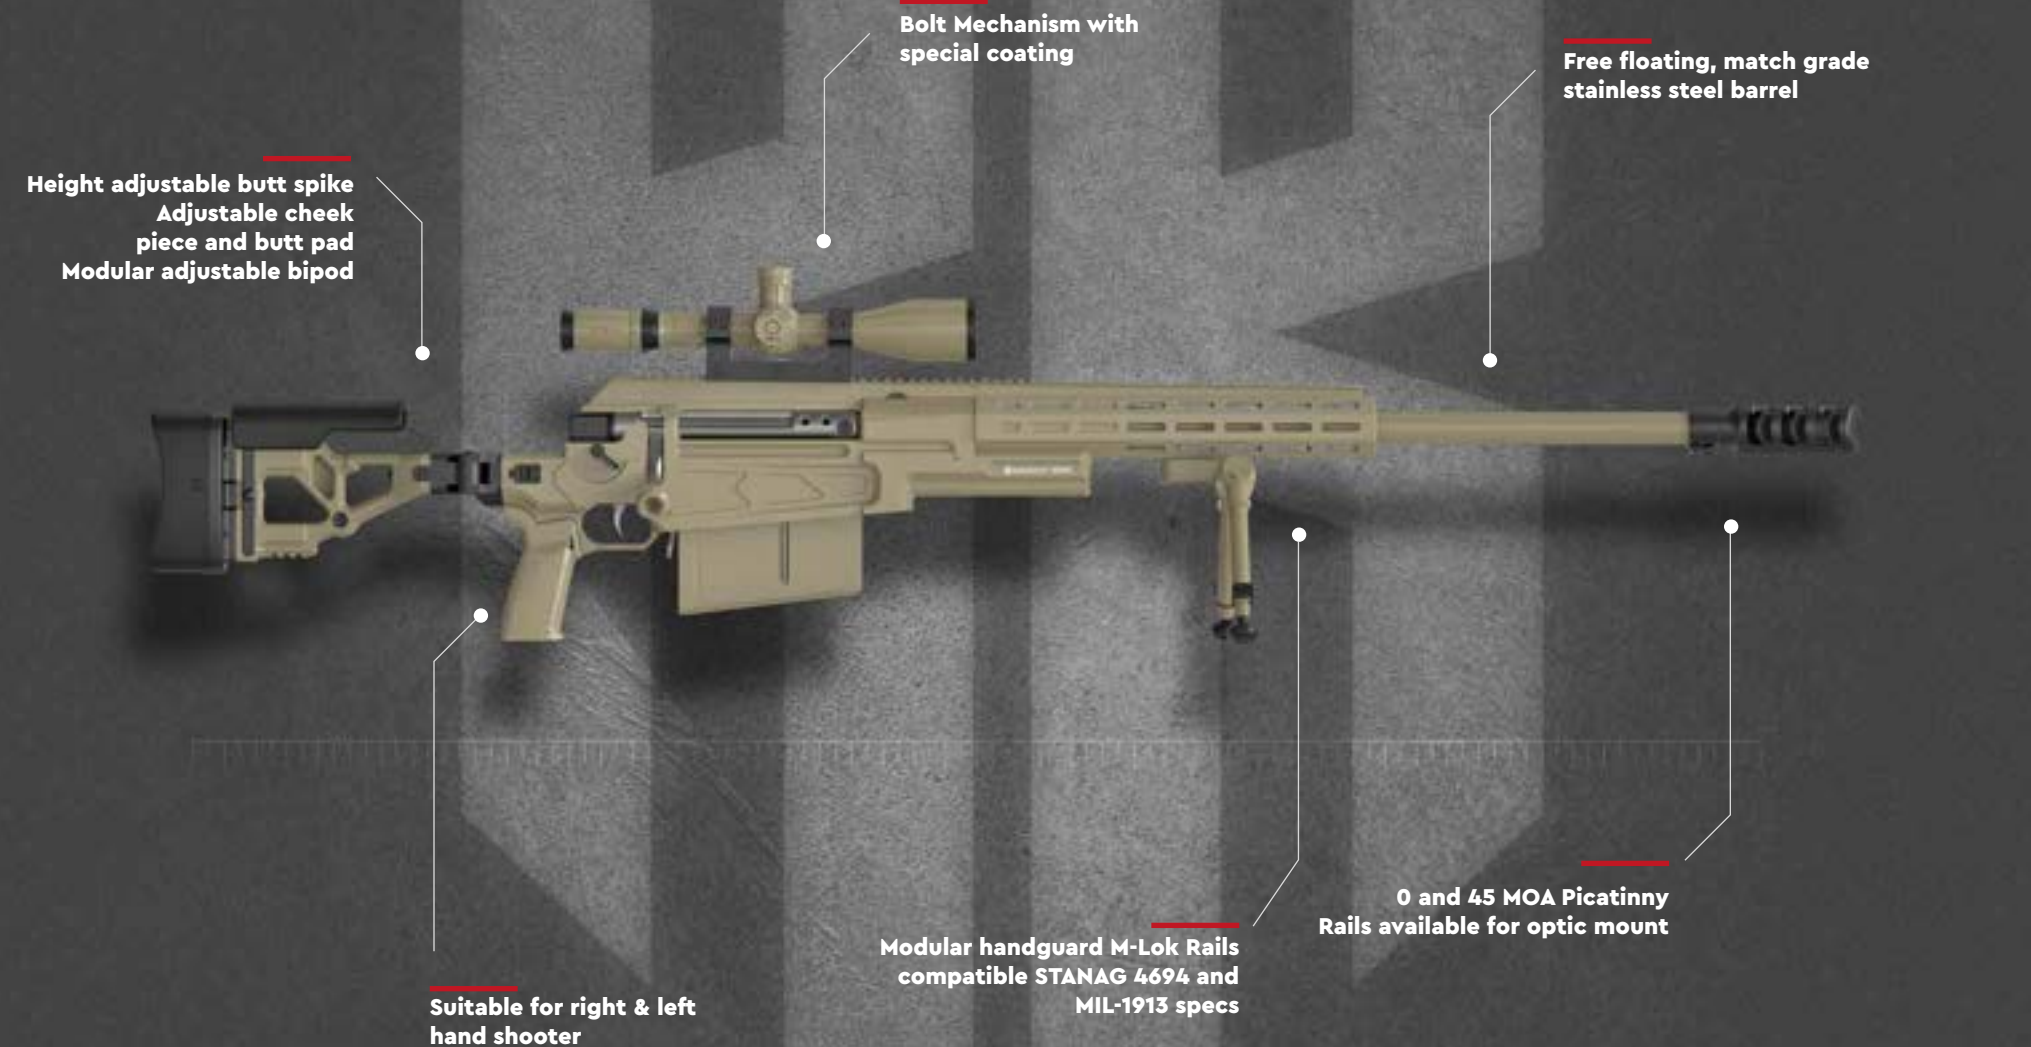 Bolt Mechanism with
special coating
Free floating, match grade
stainless steel barrel
Height adjustable butt spike
Adjustable cheek
piece and butt pad
Modular adjustable bipod
0 and 45 MOA Picatinny
Rails available for optic mount
Modular handguard M-Lok Rails
compatible STANAG 4694 and
MIL-1913 specs
Suitable for right & left
hand shooter